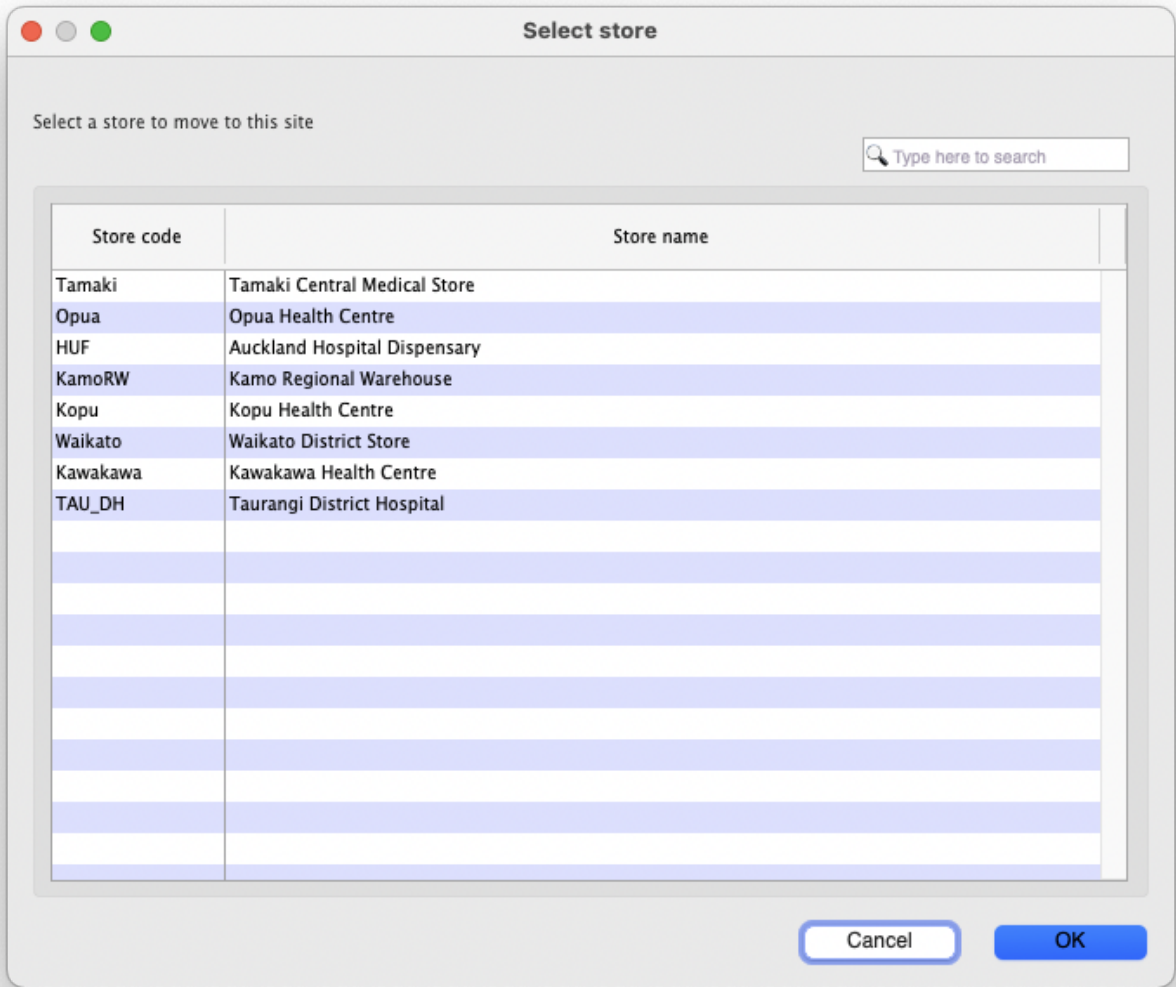 Select store
Select a store to move to this site
Type here to search
Store code Store name
Tamaki Tamaki Central Medical Store
Opua Opua Health Centre
HUF Auckland Hospital Dispensary
KamoRW Kamo Regional Warehouse
Kopu Kopu Health Centre
Waikato Waikato District Store
Kawakawa Kawakawa Health Centre
TAU_DH Taurangi District Hospital
Cancel OK